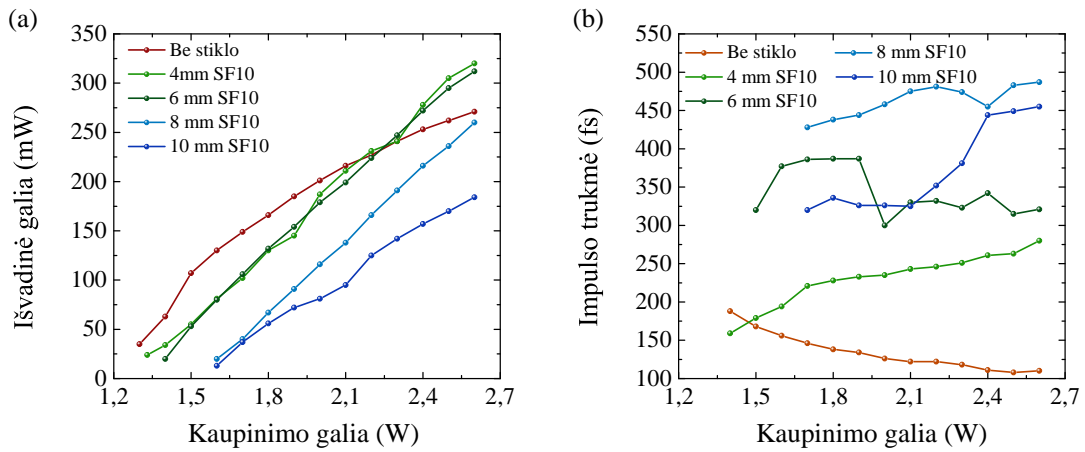 (a)
350
300
250
200
150
100
50
0
Išvadinė galia (mW)
Be stiklo
4mm SF10
6 mm SF10
8 mm SF10
10 mm SF10
1,2
1,5
1,8
2,1
2,4
2,7
Kaupinimo galia (W)
(b)
550
500
450
400
350
300
250
200
150
100
Impulso trukmė (fs)
Be stiklo
4 mm SF10
6 mm SF10
8 mm SF10
10 mm SF10
1,2
1,5
1,8
2,1
2,4
2,7
Kaupinimo galia (W)